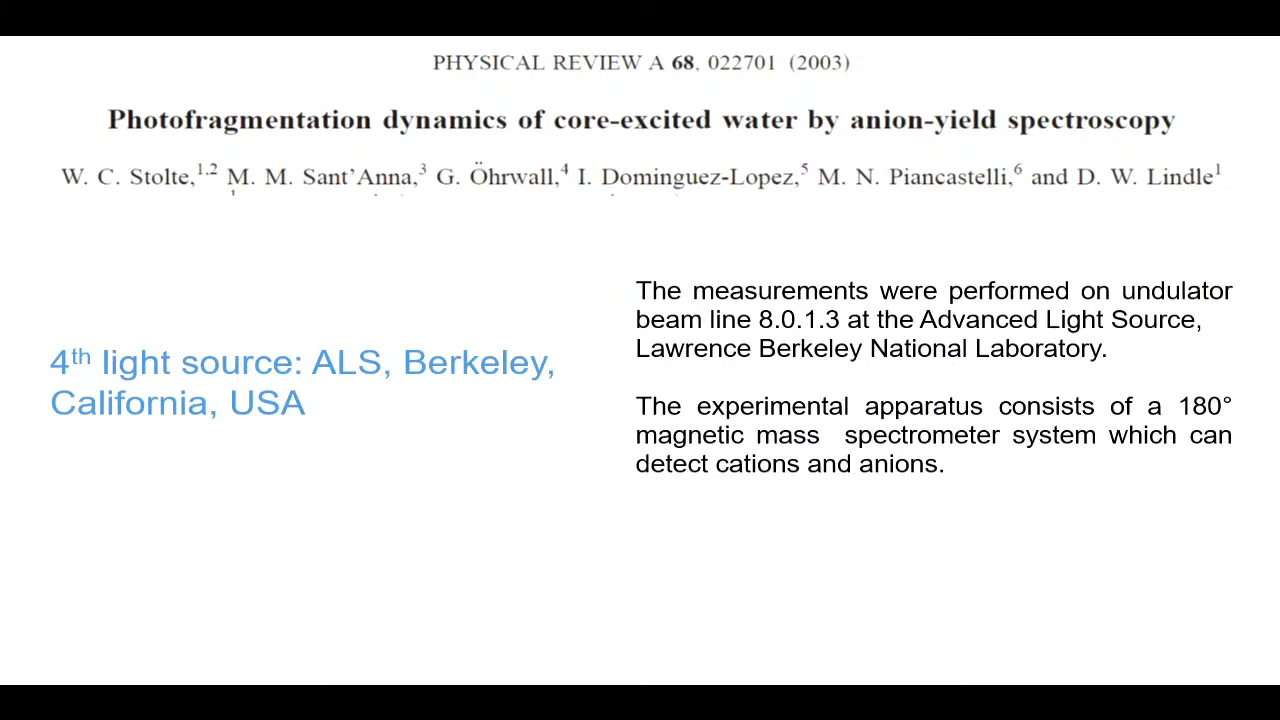 PHYSICAL REVIEW A 68, 022701 (2003)
Photofragmentation dynamics of core-excited water by anion-yield spectroscopy
W. C. Stolte,1,2 M. M. Sant'Anna,3 G. Öhrwall,4 I. Dominguez-Lopez,5 M. N. Piancastelli,6 and D. W. Lindle1
4th light source: ALS, Berkeley,
California, USA
The measurements were performed on undulator
beam line 8.0.1.3 at the Advanced Light Source,
Lawrence Berkeley National Laboratory.
The experimental apparatus consists of a 180°
magnetic mass spectrometer system which can
detect cations and anions.